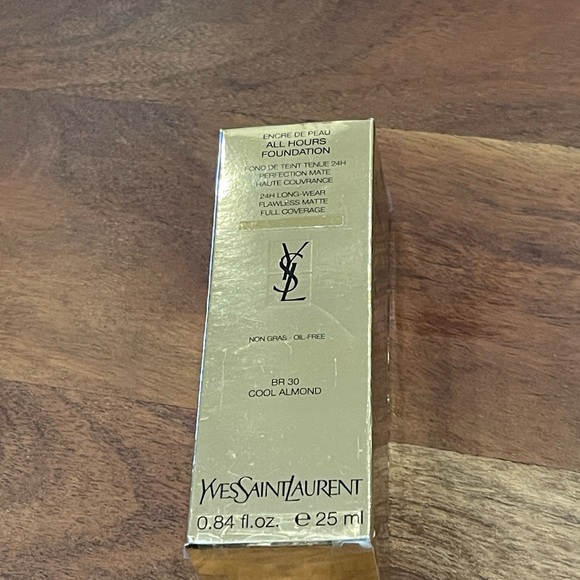 ENCRE DE PEAU
ALL HOURS
FOUNDATION
FOND DE TEINT TENUE 24H
PERFECTION MATE
HAUTE COUVRANCE
24H LONG-WEAR
FLAWLESS MATTE
FULL COVERAGE
YSL
NON GRAS - OIL-FREE
BR 30
COOL ALMOND
YVESSAINTLAURENT
0.84 fl.oz. e 25 ml